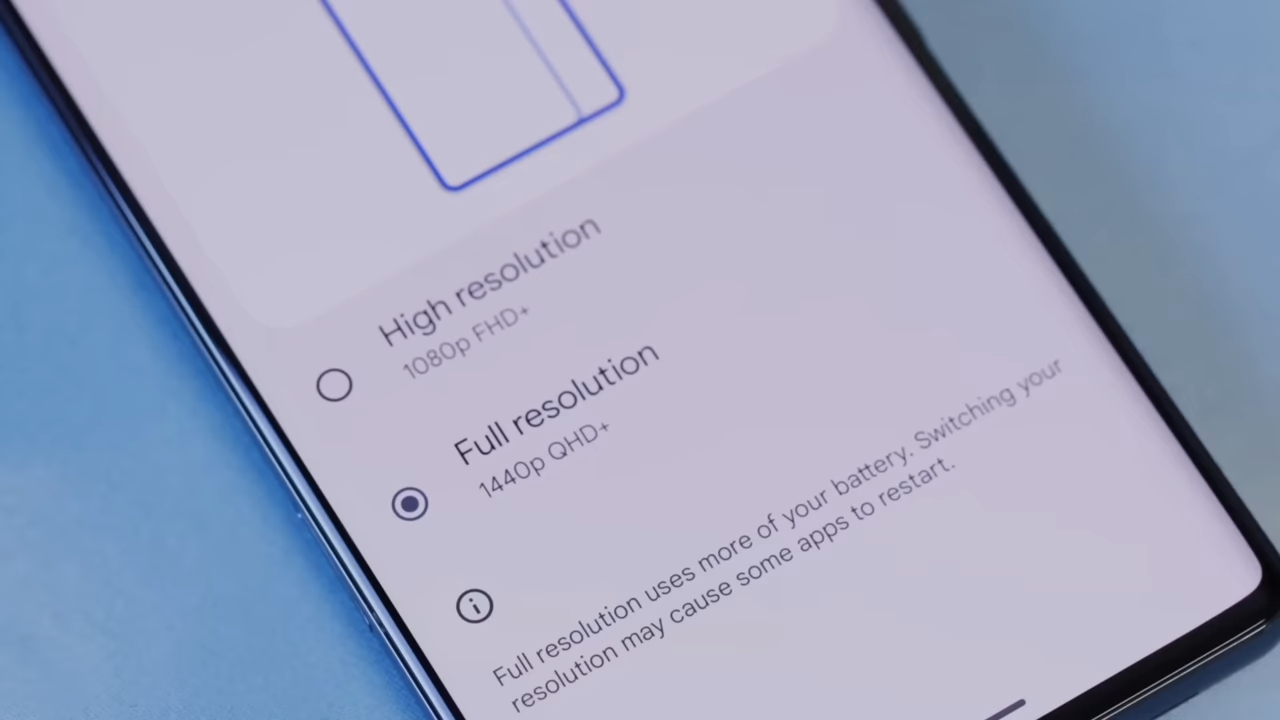 High resolution
1080p FHD+
Full resolution
1440p QHD+
Full resolution uses more of your battery. Switching your
resolution may cause some apps to restart.